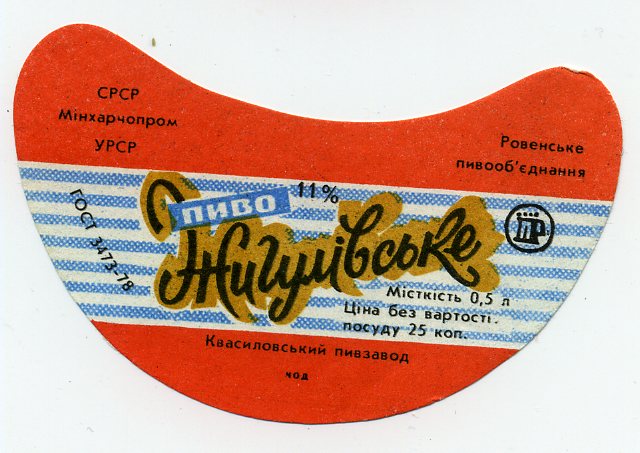 СРСР
Мінхарчопром
УРСР
Ровенське
пивооб'єднання
ГОСТ 3473-78
пиво
11%
Жигулівське
ПР
Місткість 0,5 л
Ціна без вартості
посуду 25 коп.
Квасиловський пивзавод
чод